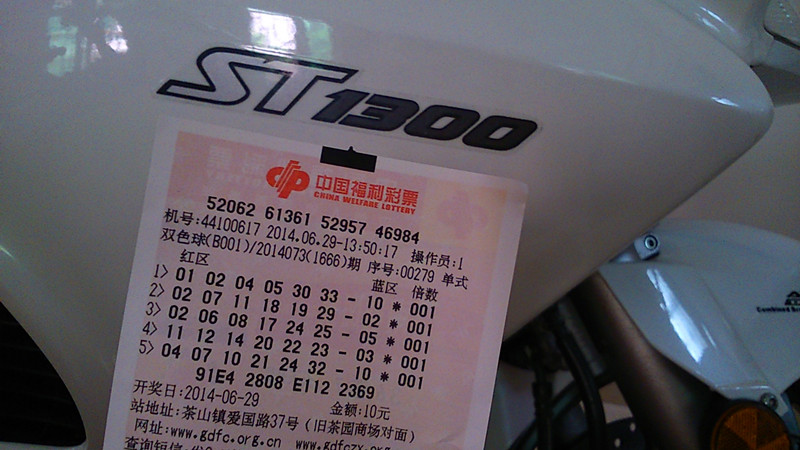 ST1300
中国福利彩票
CHINA WELFARE LOTTERY
52062 61361 52957 46984
机号:44100617 2014.06.29-13:50:17 操作员:1
双色球(B001)/2014073(1666)期 序号:00279 单式
红区 蓝区 倍数
1> 01 02 04 05 30 33 - 10 * 001
2> 02 07 11 18 19 29 - 02 * 001
3> 02 06 08 17 24 25 - 05 * 001
4> 11 12 14 20 22 23 - 03 * 001
5> 04 07 10 21 24 32 - 10 * 001
91E4 2808 E112 2369
开奖日:2014-06-29 金额:10元
站地址:茶山镇爱国路37号(旧茶园商场对面)
网址:www.gdfc.org.cn www.gdfczx.org
查询短信:发
Combined